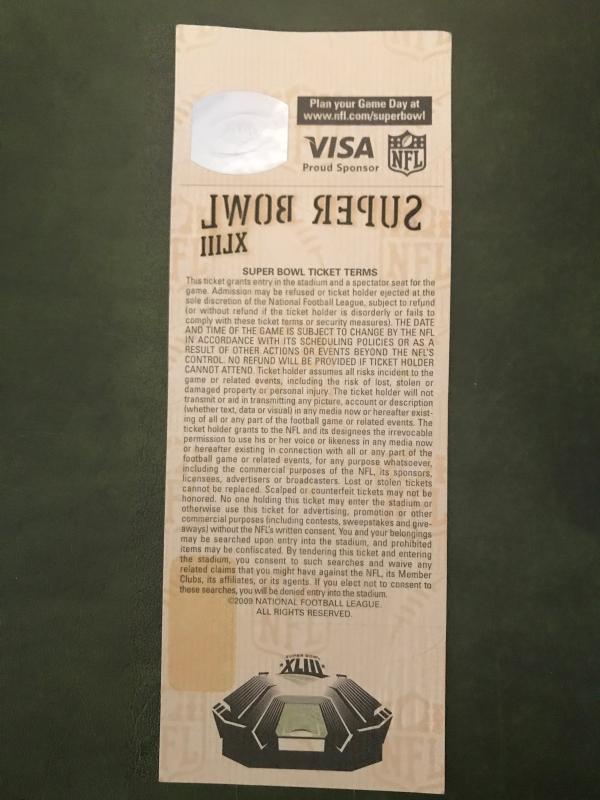 Plan your Game Day at
www.nfl.com/superbowl
VISA
Proud Sponsor
NFL
SUPER BOWL
XLIII
SUPER BOWL TICKET TERMS
This ticket grants entry in the stadium and a spectator seat for the
game. Admission may be refused or ticket holder ejected at the
sole discretion of the National Football League, subject to refund
(or without refund if the ticket holder is disorderly or fails to
comply with these ticket terms or security measures). THE DATE
AND TIME OF THE GAME IS SUBJECT TO CHANGE BY THE NFL
IN ACCORDANCE WITH ITS SCHEDULING POLICIES OR AS A
RESULT OF OTHER ACTIONS OR EVENTS BEYOND THE NFL'S
CONTROL. NO REFUND WILL BE PROVIDED IF TICKET HOLDER
CANNOT ATTEND. Ticket holder assumes all risks incident to the
game or related events, including the risk of lost, stolen or
damaged property or personal injury. The ticket holder will not
transmit or aid in transmitting any picture, account or description
(whether text, data or visual) in any media now or hereafter exist-
ing of all or any part of the football game or related events. The
ticket holder grants to the NFL and its designees the irrevocable
permission to use his or her voice or likeness in any media now
or hereafter existing in connection with all or any part of the
football game or related events, for any purpose whatsoever,
including the commercial purposes of the NFL, its sponsors,
licensees, advertisers or broadcasters. Lost or stolen tickets
cannot be replaced. Scalped or counterfeit tickets may not be
honored. No one holding this ticket may enter the stadium or
otherwise use this ticket for advertising, promotion or other
commercial purposes (including contests, sweepstakes and give-
aways) without the NFL's written consent. You and your belongings
may be searched upon entry into the stadium, and prohibited
items may be confiscated. By tendering this ticket and entering
the stadium, you consent to such searches and waive any
related claims that you might have against the NFL, its Member
Clubs, its affiliates, or its agents. If you elect not to consent to
these searches, you will be denied entry into the stadium.
©2009 NATIONAL FOOTBALL LEAGUE.
ALL RIGHTS RESERVED.
SUPER BOWL
XLIII